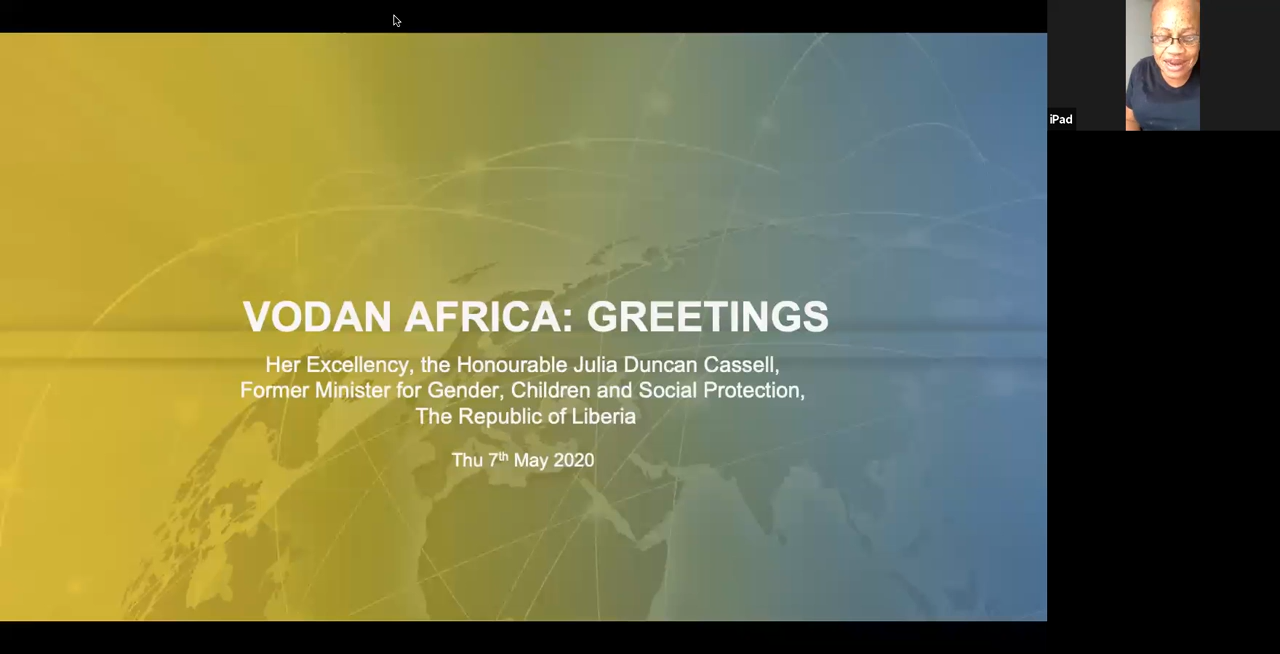 VODAN AFRICA: GREETINGS
Her Excellency, the Honourable Julia Duncan Cassell,
Former Minister for Gender, Children and Social Protection,
The Republic of Liberia
Thu 7th May 2020
iPad